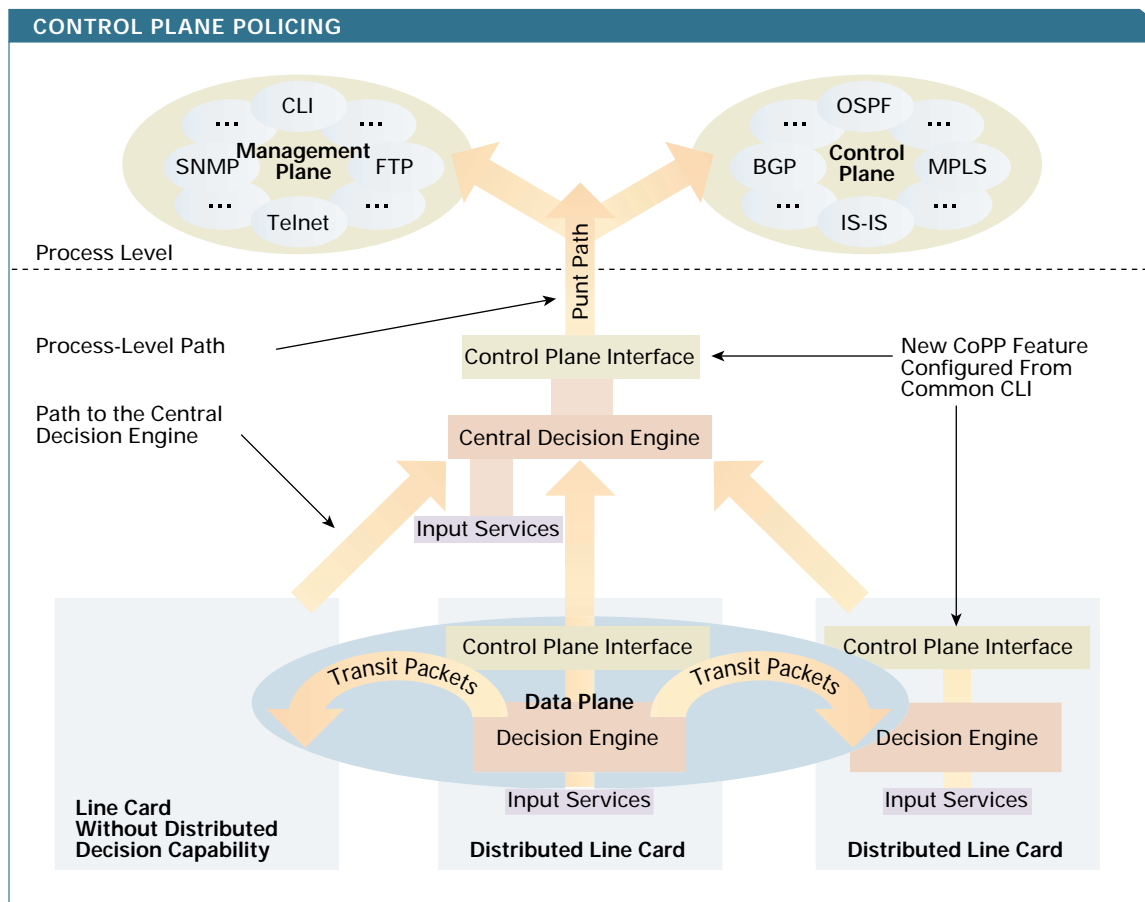 CONTROL PLANE POLICING
CLI
...
...
SNMP
Management
Plane
FTP
...
...
Telnet
OSPF
...
...
BGP
Control
Plane
MPLS
...
...
IS-IS
Process Level
Punt Path
Process-Level Path
Control Plane Interface
New CoPP Feature
Configured From
Common CLI
Path to the Central
Decision Engine
Central Decision Engine
Input Services
Control Plane Interface
Control Plane Interface
Transit Packets
Transit Packets
Data Plane
Decision Engine
Decision Engine
Input Services
Input Services
Line Card
Without Distributed
Decision Capability
Distributed Line Card
Distributed Line Card